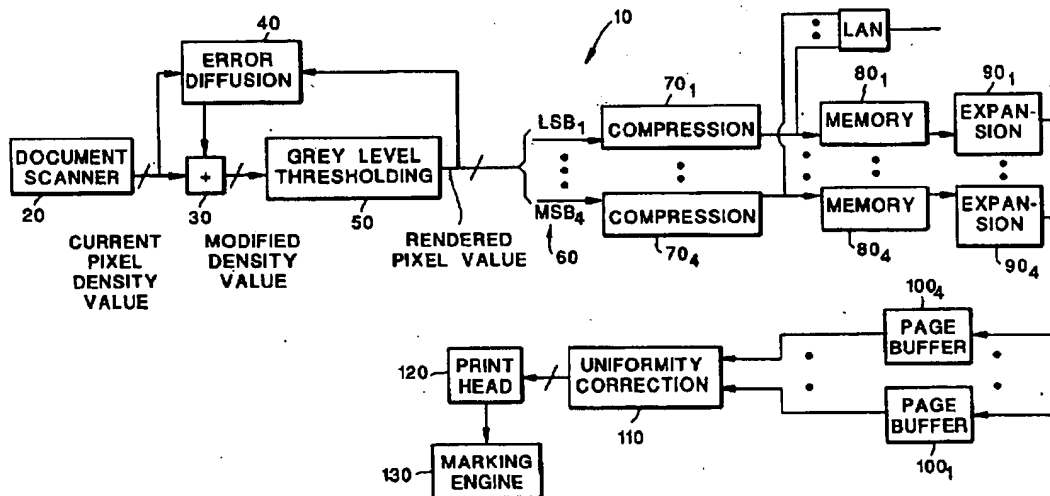 40
ERROR
DIFFUSION
10
LAN
DOCUMENT
SCANNER
20
+
30
GREY LEVEL
THRESHOLDING
50
CURRENT
PIXEL
DENSITY
VALUE
MODIFIED
DENSITY
VALUE
RENDERED
PIXEL VALUE
LSB₁
MSB₄
60
70₁
COMPRESSION
COMPRESSION
70₄
80₁
MEMORY
MEMORY
80₄
90₁
EXPAN-
SION
EXPAN-
SION
90₄
100₄
PAGE
BUFFER
PAGE
BUFFER
100₁
UNIFORMITY
CORRECTION
110
120
PRINT
HEAD
130
MARKING
ENGINE